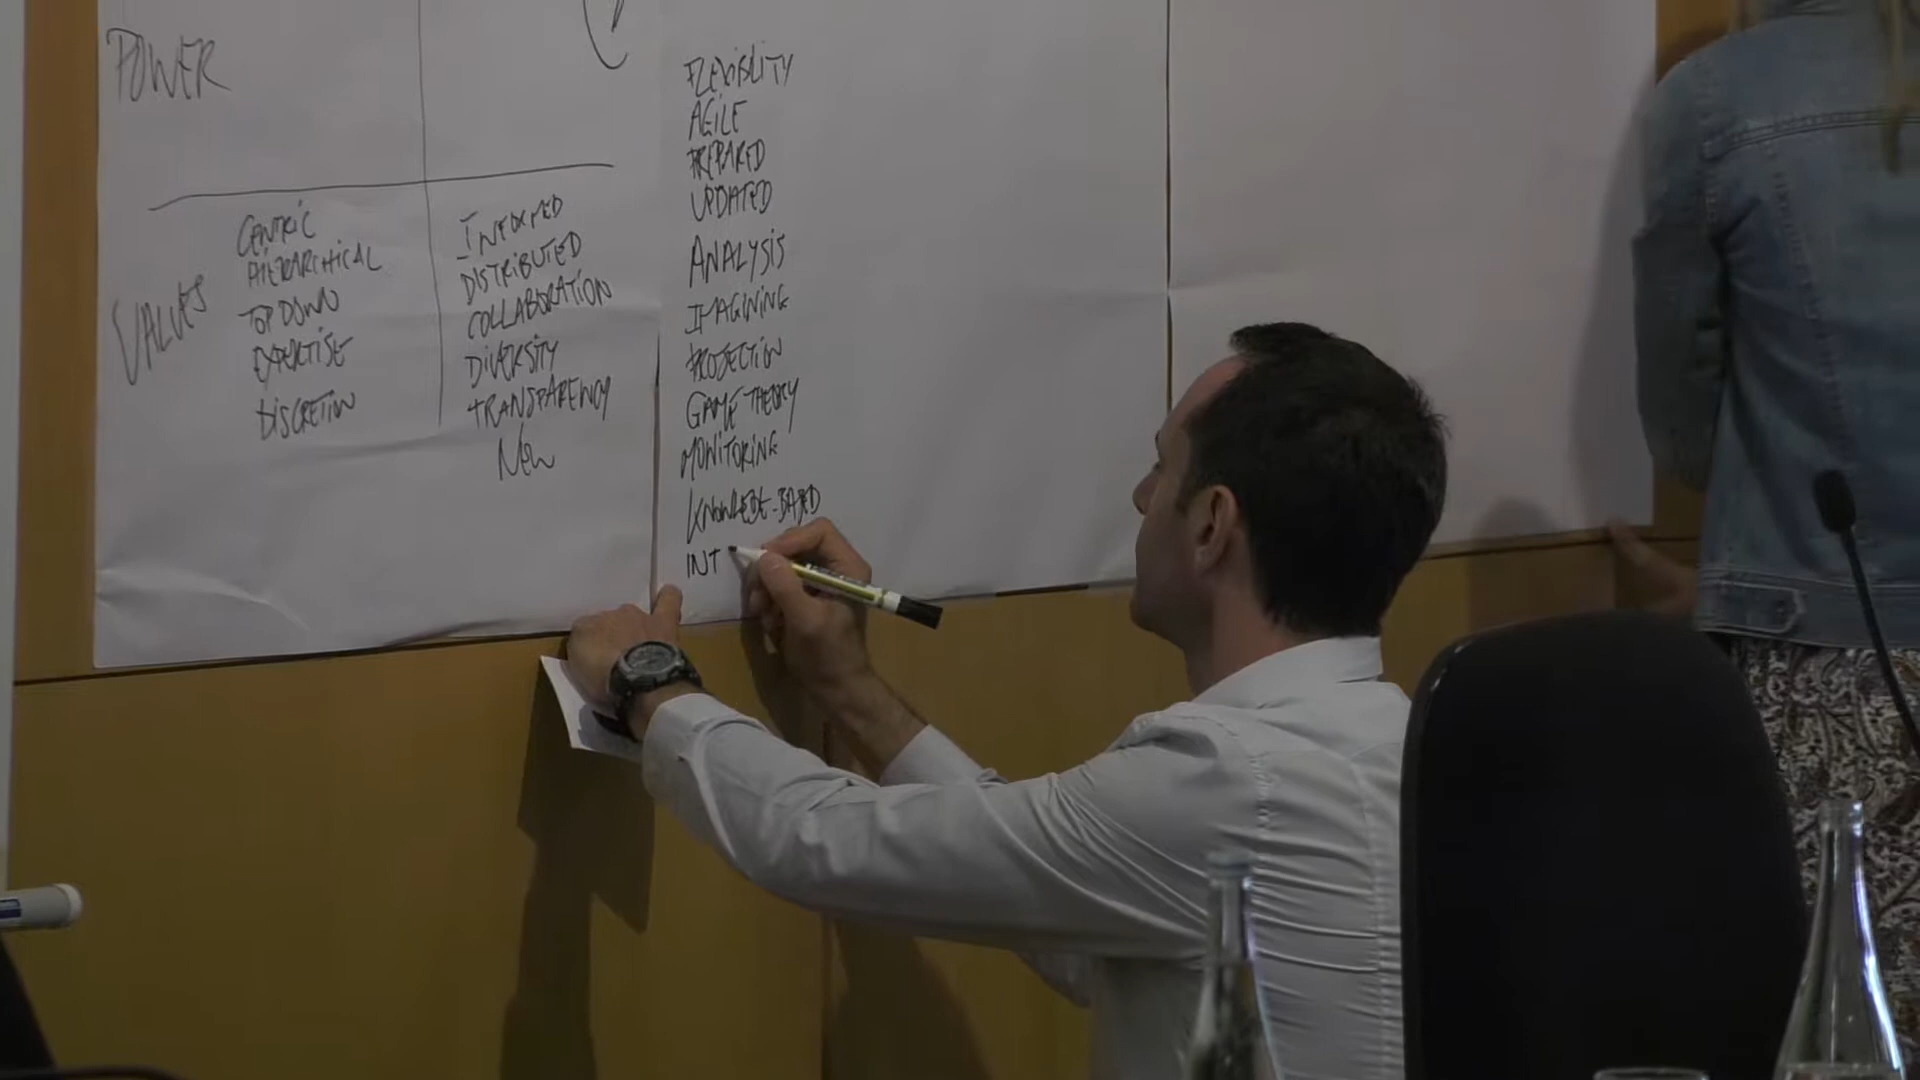 POWER
VALUES
CENTRIC
HIERARCHICAL
TOP DOWN
EXPERTISE
DISCRETION
INFORMED
DISTRIBUTED
COLLABORATION
DIVERSITY
TRANSPARENCY
New
FLEXIBILITY
AGILE
PREPARED
UPDATED
ANALYSIS
IMAGINING
PROJECTION
GAME THEORY
MONITORING
KNOWLEDE-BASED
INT